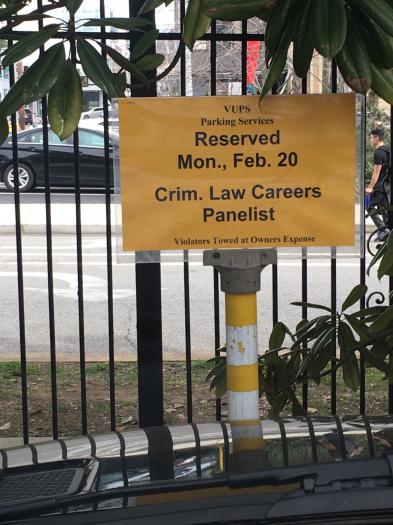 VUPS
Parking Services
Reserved
Mon., Feb. 20
Crim. Law Careers
Panelist
Violators Towed at Owners Expense